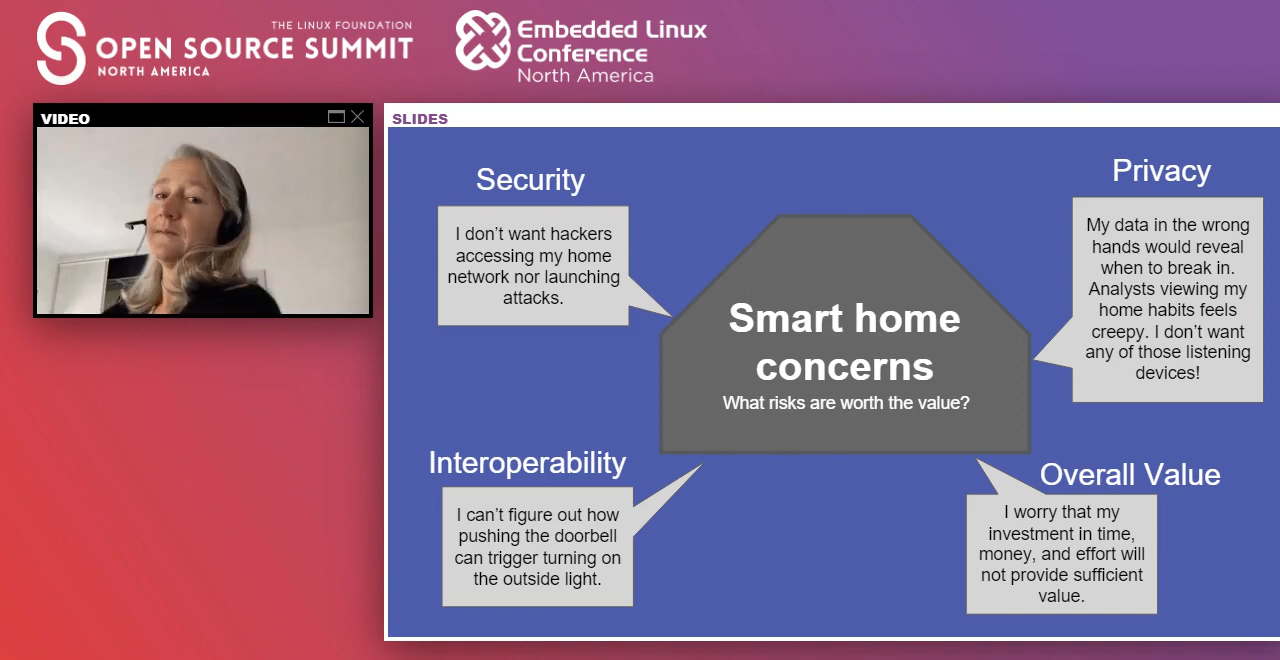 THE LINUX FOUNDATION
OPEN SOURCE SUMMIT
NORTH AMERICA
Embedded Linux
Conference
North America
VIDEO
SLIDES
Security
I don't want hackers
accessing my home
network nor launching
attacks.
Privacy
My data in the wrong
hands would reveal
when to break in.
Analysts viewing my
home habits feels
creepy. I don't want
any of those listening
devices!
Smart home
concerns
What risks are worth the value?
Interoperability
I can't figure out how
pushing the doorbell
can trigger turning on
the outside light.
Overall Value
I worry that my
investment in time,
money, and effort will
not provide sufficient
value.